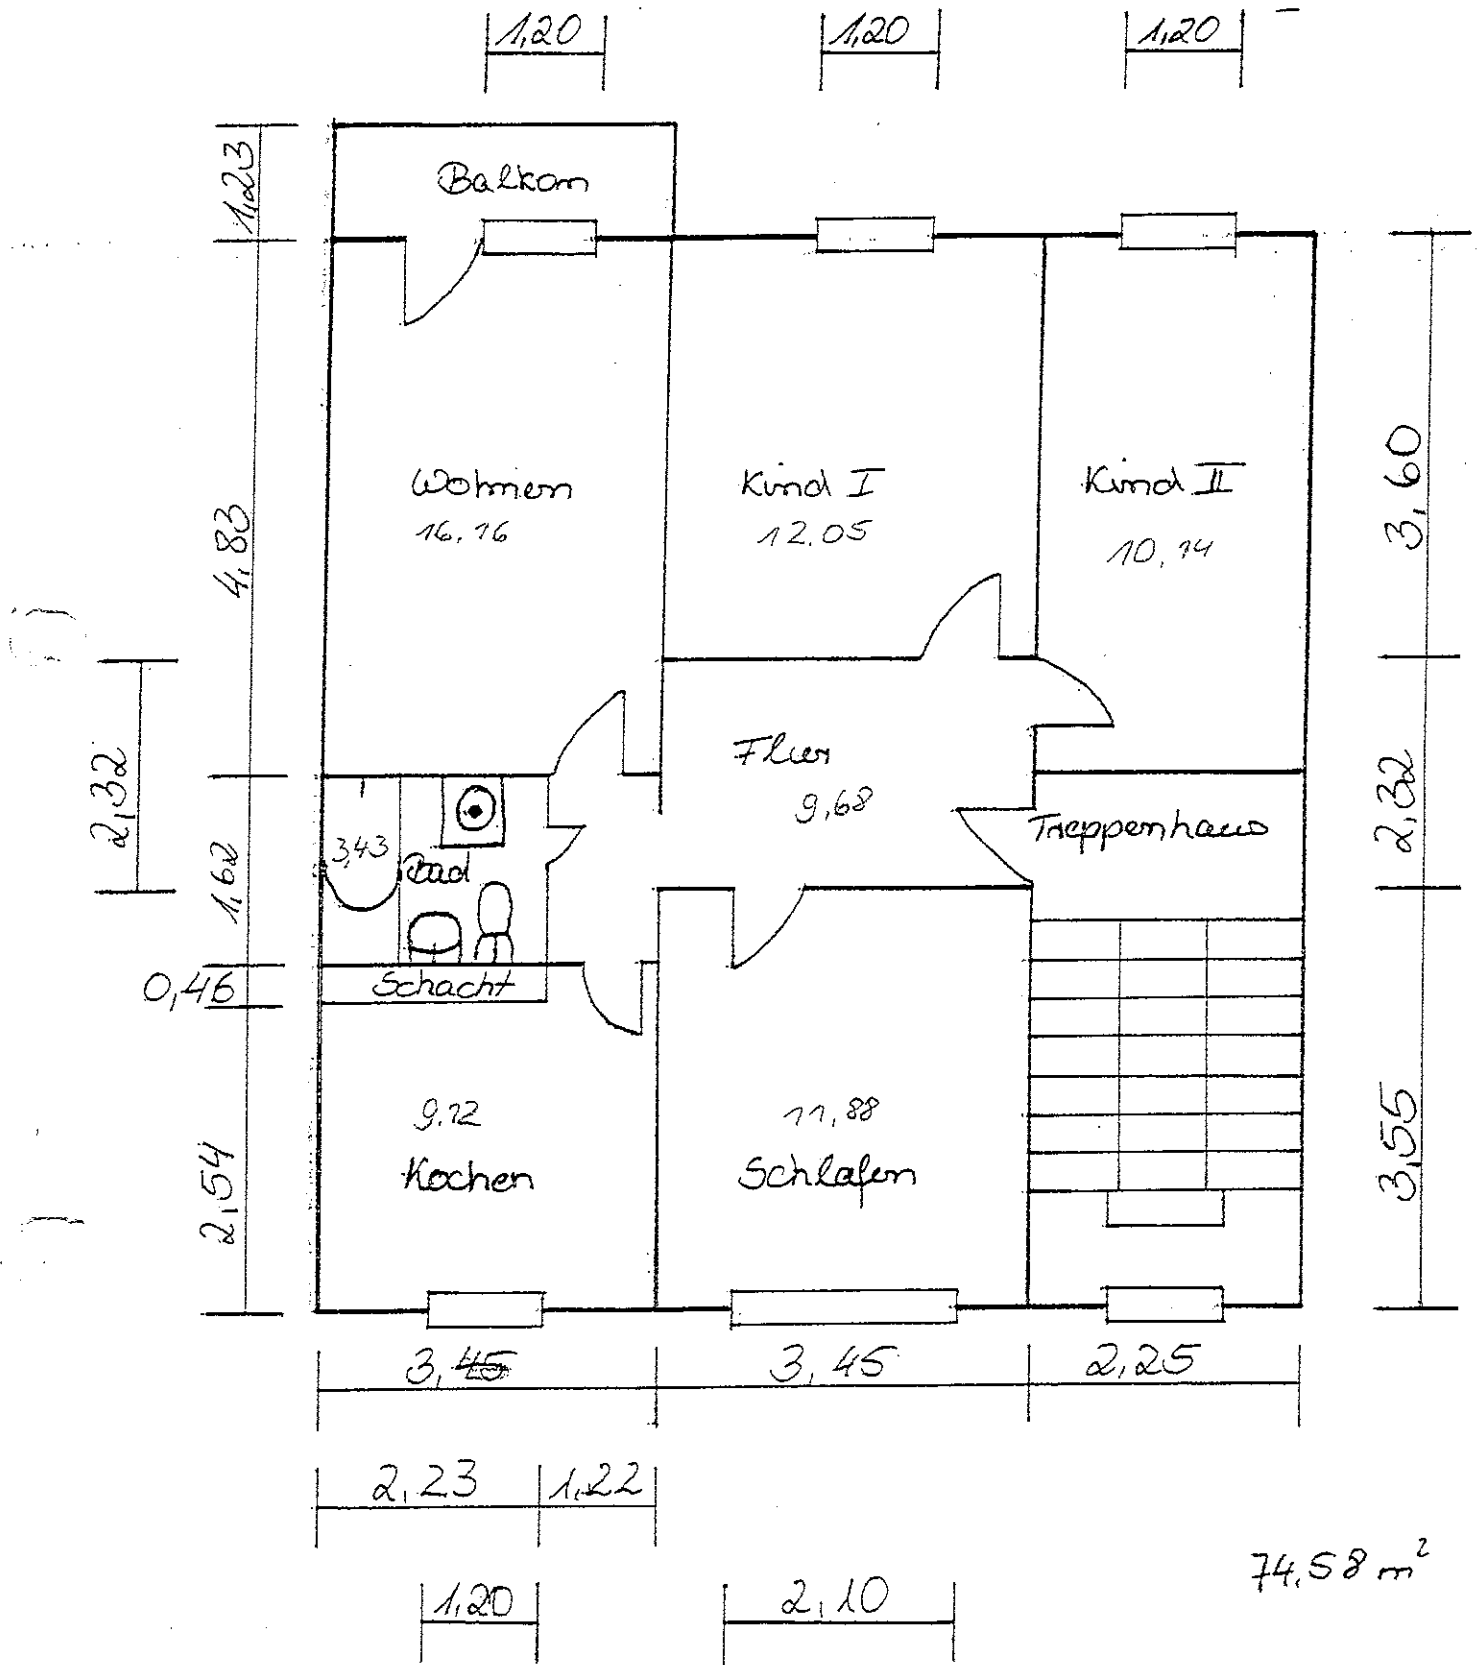 1,20 1,20 1,20
1,23
Balkon
Wohnen
16,16
Kind I
12.05
Kind II
10,14
4,83
3,60
2,32
Flur
9,68
Treppenhaus
2,32
3,43
Bad
1,62
0,46
Schacht
9,12
Kochen
11,88
Schlafen
2,54
3,55
3,45 3,45 2,25
2,23 1,22
74,58 m²
1,20 2,10